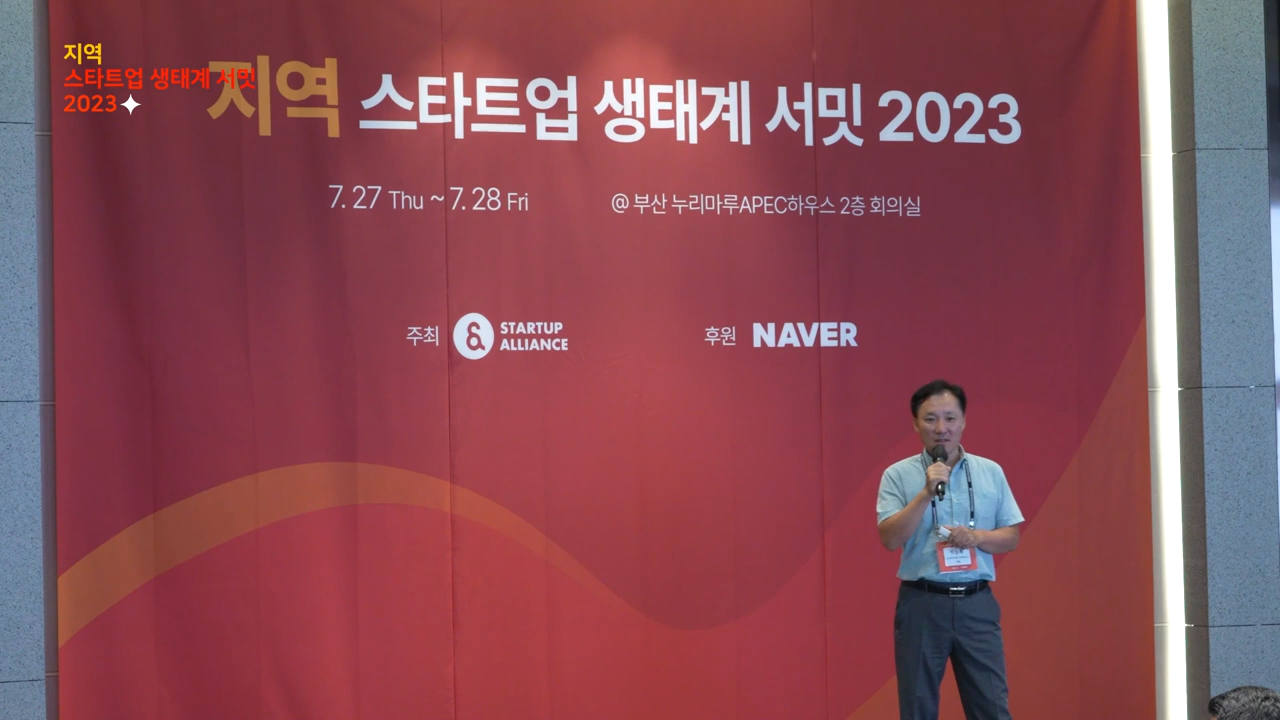 지역
스타트업 생태계 서밋
2023
지역 스타트업 생태계 서밋 2023
7. 27 Thu ~ 7. 28 Fri
@ 부산 누리마루APEC하우스 2층 회의실
주최
STARTUP
ALLIANCE
후원
NAVER